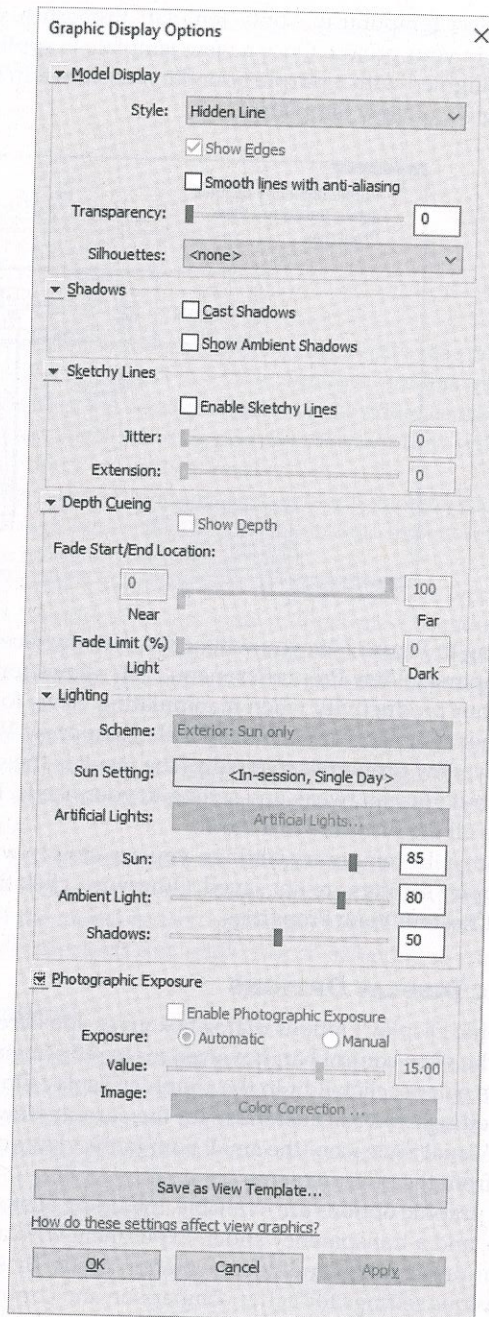 Graphic Display Options
Model Display
Style: Hidden Line
Show Edges
Smooth lines with anti-aliasing
Transparency: 0
Silhouettes: <none>
Shadows
Cast Shadows
Show Ambient Shadows
Sketchy Lines
Enable Sketchy Lines
Jitter: 0
Extension: 0
Depth Cueing
Show Depth
Fade Start/End Location:
0 100
Near Far
Fade Limit (%) 0
Light Dark
Lighting
Scheme: Exterior: Sun only
Sun Setting: <In-session, Single Day>
Artificial Lights: Artificial Lights...
Sun: 85
Ambient Light: 80
Shadows: 50
Photographic Exposure
Enable Photographic Exposure
Exposure: Automatic Manual
Value: 15.00
Image: Color Correction ...
Save as View Template...
How do these settings affect view graphics?
OK Cancel Apply